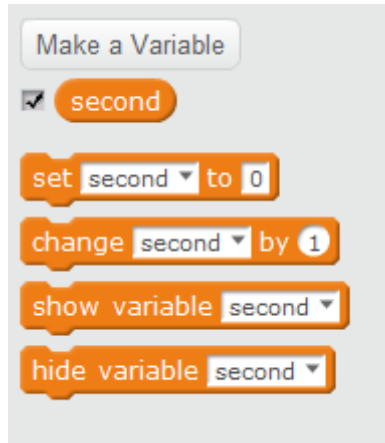 Make a Variable
second
set second to 0
change second by 1
show variable second
hide variable second